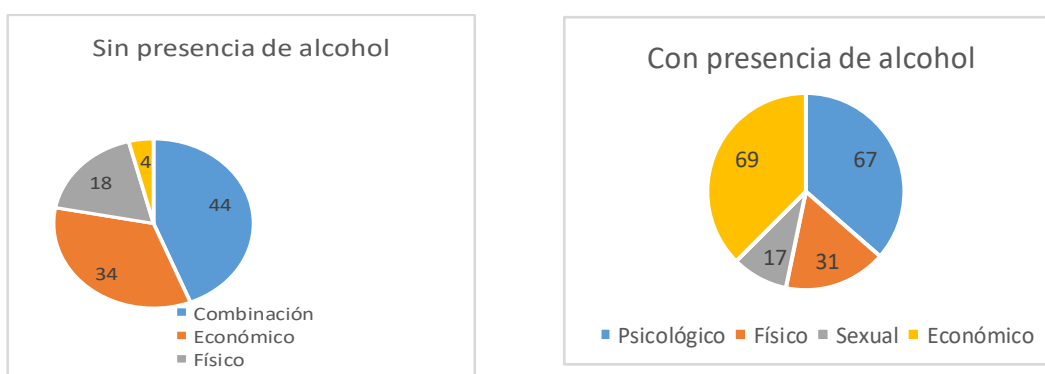 Sin presencia de alcohol
4
18
44
34
Combinación
Económico
Físico
Con presencia de alcohol
69
67
17
31
Psicológico Físico Sexual Económico